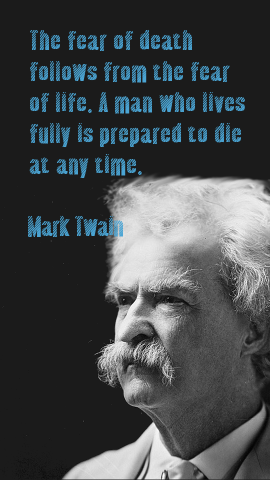 The fear of death
follows from the fear
of life. A man who lives
fully is prepared to die
at any time.
Mark Twain